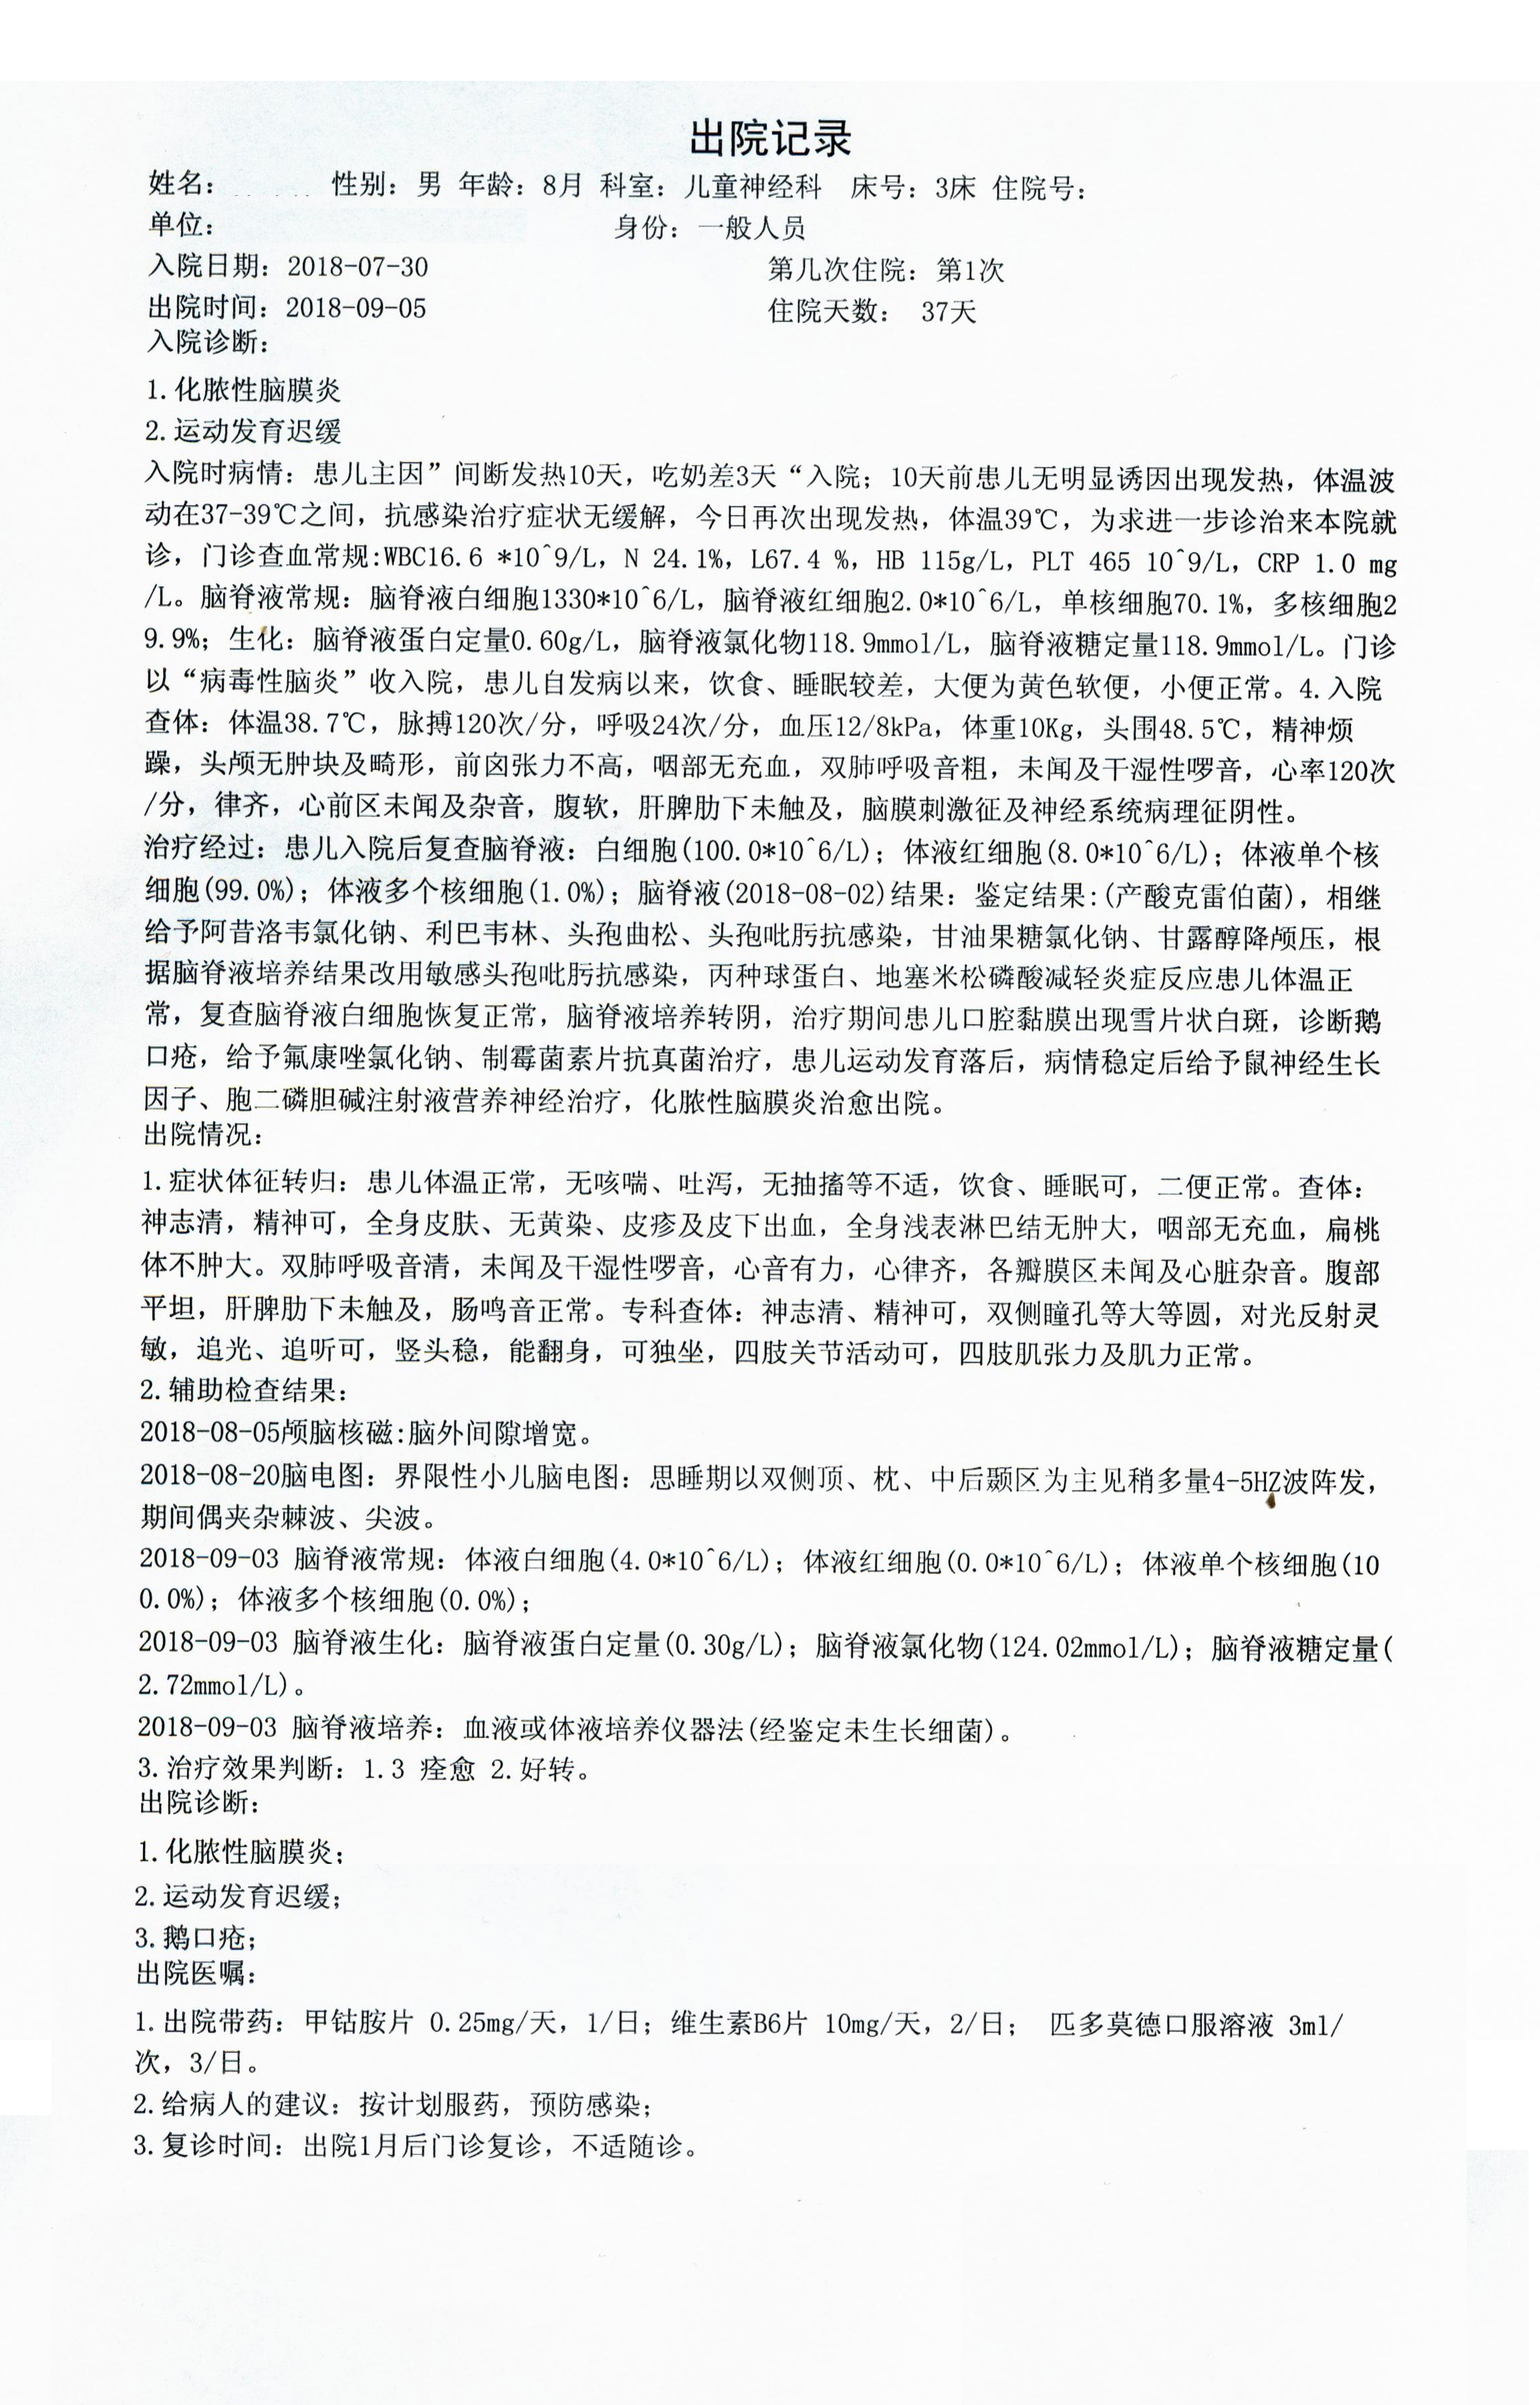 出院记录
姓名： 性别：男 年龄：8月 科室：儿童神经科 床号：3床 住院号：
单位： 身份：一般人员
入院日期：2018-07-30 第几次住院：第1次
出院时间：2018-09-05 住院天数： 37天
入院诊断：
1.化脓性脑膜炎
2.运动发育迟缓
入院时病情：患儿主因”间断发热10天，吃奶差3天“入院；10天前患儿无明显诱因出现发热，体温波
动在37-39℃之间，抗感染治疗症状无缓解，今日再次出现发热，体温39℃，为求进一步诊治来本院就
诊，门诊查血常规:WBC16.6 *10^9/L，N 24.1%，L67.4 %，HB 115g/L，PLT 465 10^9/L，CRP 1.0 mg
/L。脑脊液常规：脑脊液白细胞1330*10^6/L，脑脊液红细胞2.0*10^6/L，单核细胞70.1%，多核细胞2
9.9%；生化：脑脊液蛋白定量0.60g/L，脑脊液氯化物118.9mmol/L，脑脊液糖定量118.9mmol/L。门诊
以“病毒性脑炎”收入院，患儿自发病以来，饮食、睡眠较差，大便为黄色软便，小便正常。4.入院
查体：体温38.7℃，脉搏120次/分，呼吸24次/分，血压12/8kPa，体重10Kg，头围48.5℃，精神烦
躁，头颅无肿块及畸形，前囟张力不高，咽部无充血，双肺呼吸音粗，未闻及干湿性啰音，心率120次
/分，律齐，心前区未闻及杂音，腹软，肝脾肋下未触及，脑膜刺激征及神经系统病理征阴性。
治疗经过：患儿入院后复查脑脊液：白细胞(100.0*10^6/L)；体液红细胞(8.0*10^6/L)；体液单个核
细胞(99.0%)；体液多个核细胞(1.0%)；脑脊液(2018-08-02)结果：鉴定结果:(产酸克雷伯菌)，相继
给予阿昔洛韦氯化钠、利巴韦林、头孢曲松、头孢吡肟抗感染，甘油果糖氯化钠、甘露醇降颅压，根
据脑脊液培养结果改用敏感头孢吡肟抗感染，丙种球蛋白、地塞米松磷酸减轻炎症反应患儿体温正
常，复查脑脊液白细胞恢复正常，脑脊液培养转阴，治疗期间患儿口腔黏膜出现雪片状白斑，诊断鹅
口疮，给予氟康唑氯化钠、制霉菌素片抗真菌治疗，患儿运动发育落后，病情稳定后给予鼠神经生长
因子、胞二磷胆碱注射液营养神经治疗，化脓性脑膜炎治愈出院。
出院情况：
1.症状体征转归：患儿体温正常，无咳喘、吐泻，无抽搐等不适，饮食、睡眠可，二便正常。查体：
神志清，精神可，全身皮肤、无黄染、皮疹及皮下出血，全身浅表淋巴结无肿大，咽部无充血，扁桃
体不肿大。双肺呼吸音清，未闻及干湿性啰音，心音有力，心律齐，各瓣膜区未闻及心脏杂音。腹部
平坦，肝脾肋下未触及，肠鸣音正常。专科查体：神志清、精神可，双侧瞳孔等大等圆，对光反射灵
敏，追光、追听可，竖头稳，能翻身，可独坐，四肢关节活动可，四肢肌张力及肌力正常。
2.辅助检查结果：
2018-08-05颅脑核磁:脑外间隙增宽。
2018-08-20脑电图：界限性小儿脑电图：思睡期以双侧顶、枕、中后颞区为主见稍多量4-5HZ波阵发，
期间偶夹杂棘波、尖波。
2018-09-03 脑脊液常规：体液白细胞(4.0*10^6/L)；体液红细胞(0.0*10^6/L)；体液单个核细胞(10
0.0%)；体液多个核细胞(0.0%)；
2018-09-03 脑脊液生化：脑脊液蛋白定量(0.30g/L)；脑脊液氯化物(124.02mmol/L)；脑脊液糖定量(
2.72mmol/L)。
2018-09-03 脑脊液培养：血液或体液培养仪器法(经鉴定未生长细菌)。
3.治疗效果判断：1.3 痊愈 2.好转。
出院诊断：
1.化脓性脑膜炎；
2.运动发育迟缓；
3.鹅口疮；
出院医嘱：
1.出院带药：甲钴胺片 0.25mg/天，1/日；维生素B6片 10mg/天，2/日； 匹多莫德口服溶液 3ml/
次，3/日。
2.给病人的建议：按计划服药，预防感染；
3.复诊时间：出院1月后门诊复诊，不适随诊。